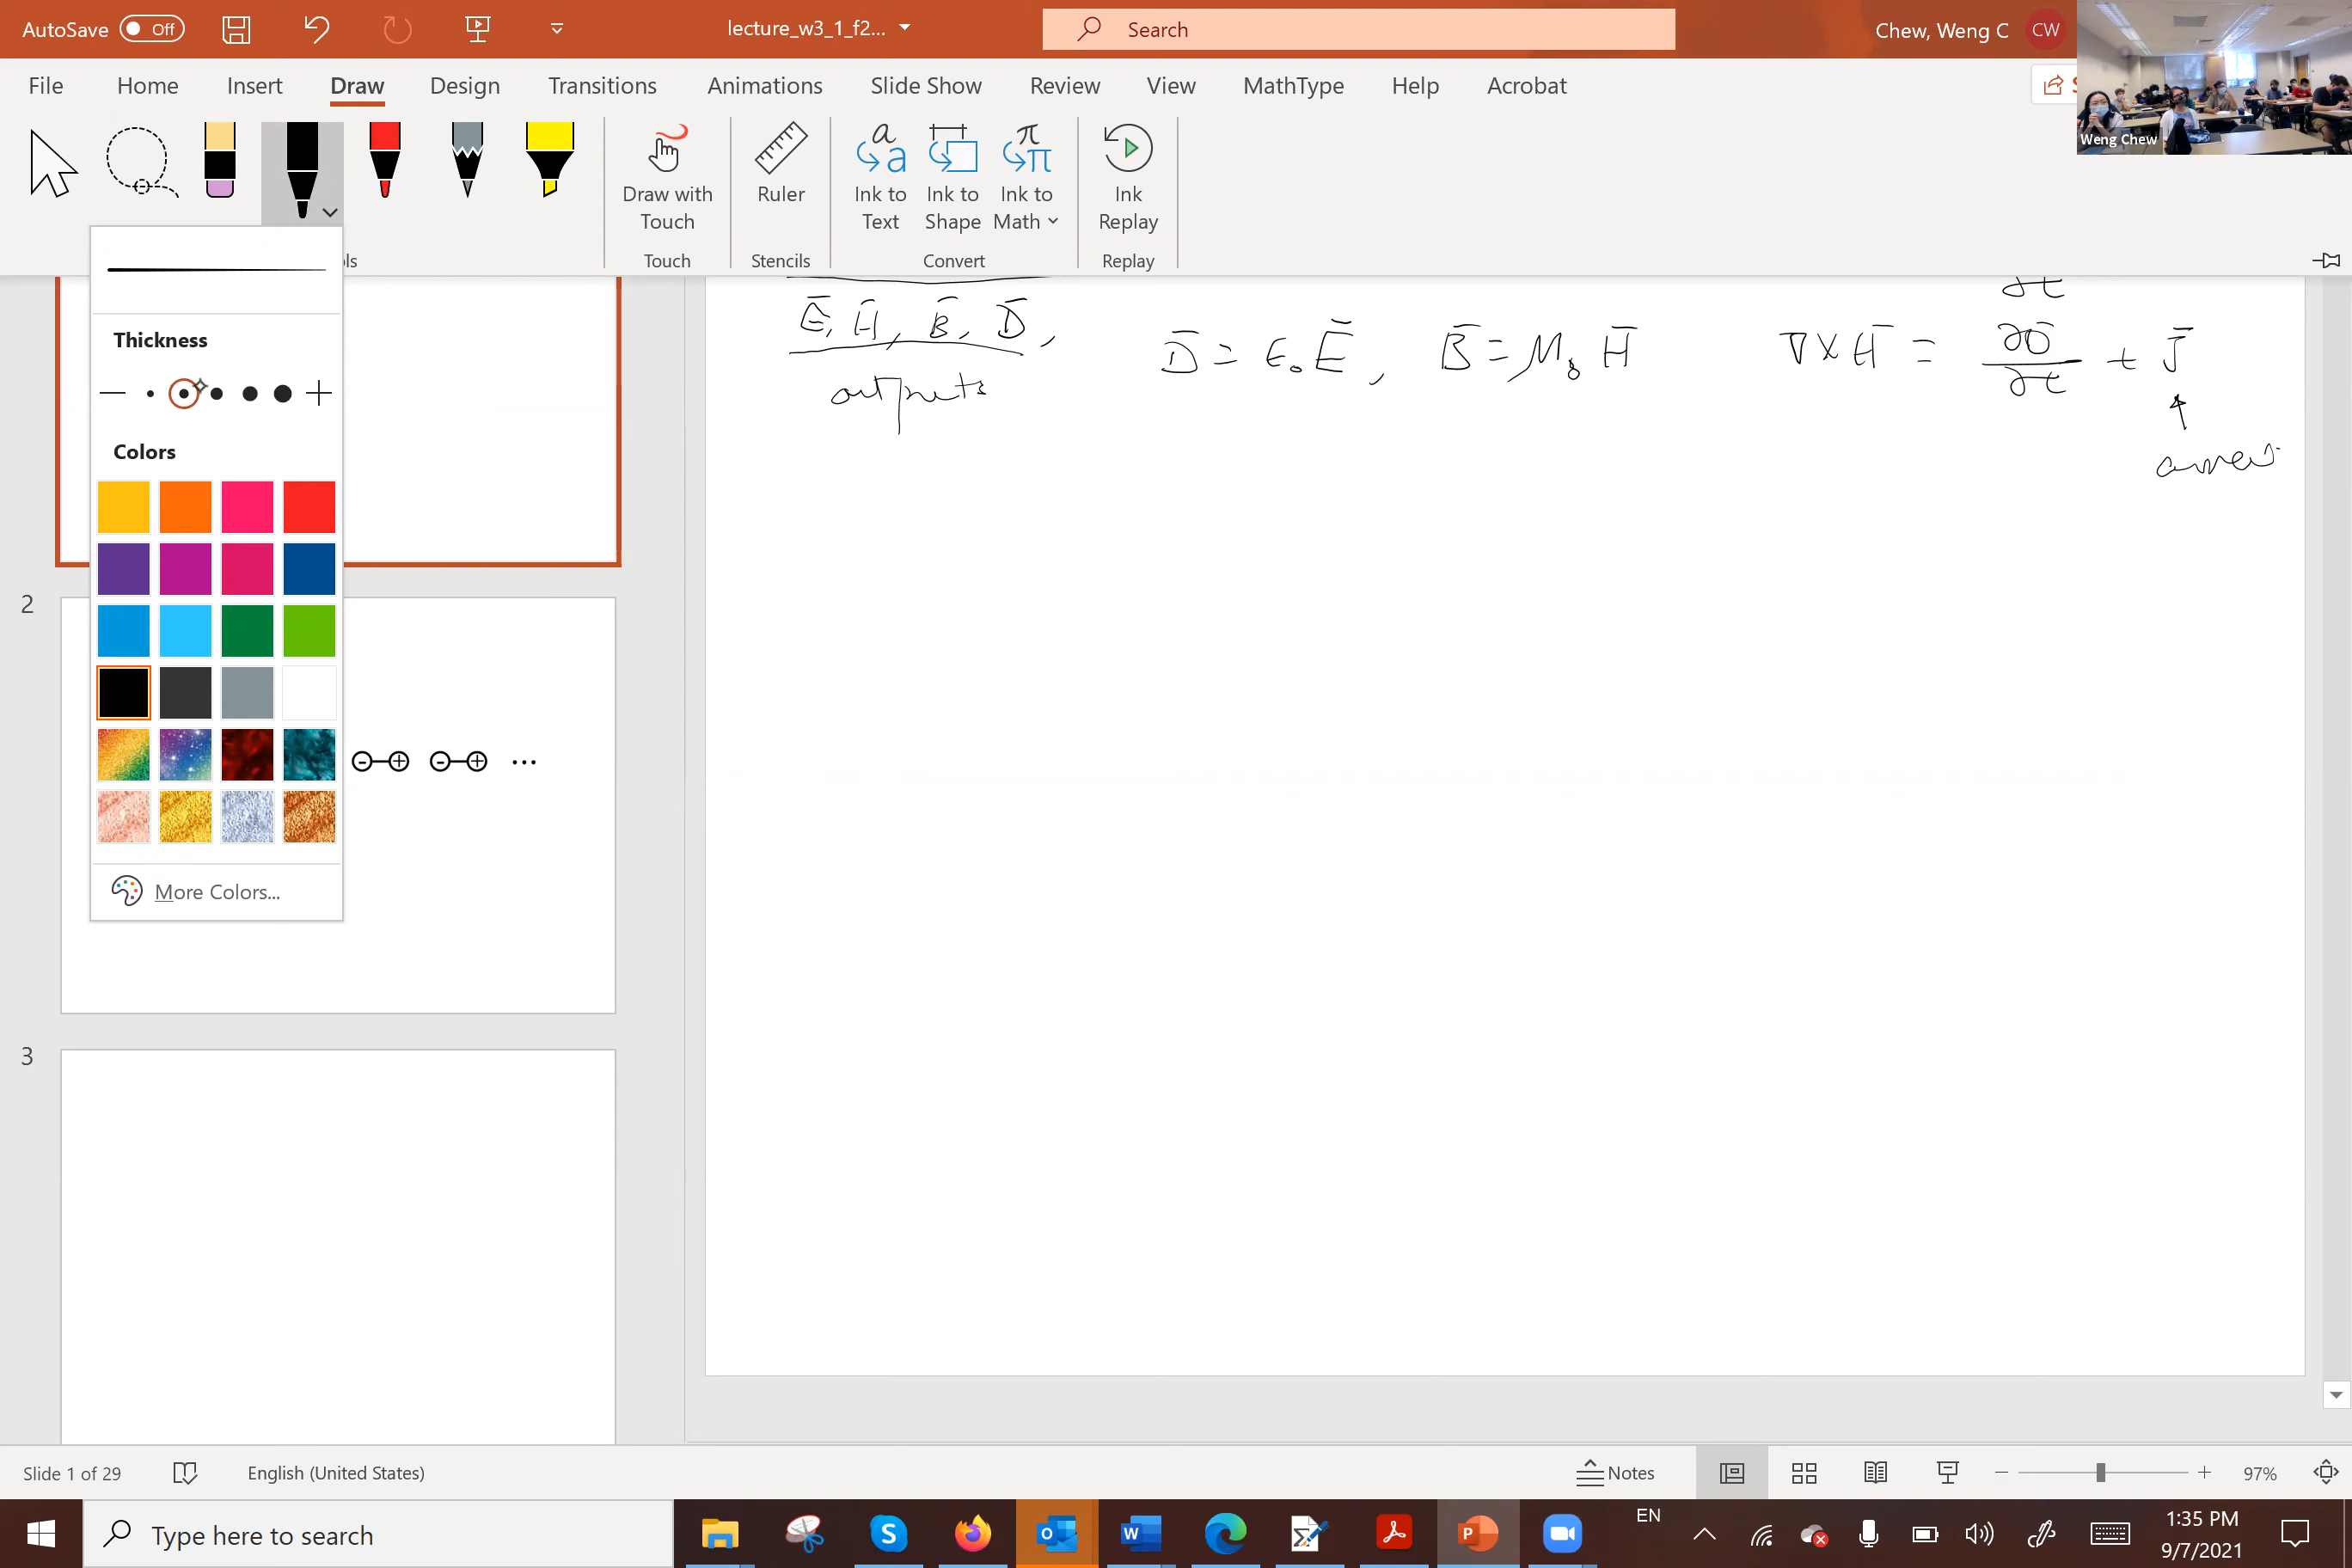 AutoSave Off lecture_w3_1_f2... Search Chew, Weng C CW
File Home Insert Draw Design Transitions Animations Slide Show Review View MathType Help Acrobat
Weng Chew
Draw with Touch
Ruler
Ink to Text
Ink to Shape
Ink to Math
Ink Replay
ls Touch Stencils Convert Replay
Thickness
Colors
More Colors...
∂t
Ē, H̄, B̄, D̄,
outputs
D̄ = ε₀ Ē, B̄ = μ₀ H̄
∇ × H̄ = ∂D̄/∂t + J̄
current
2
- + - + ...
3
Slide 1 of 29 English (United States) Notes 97%
Type here to search
EN
1:35 PM
9/7/2021